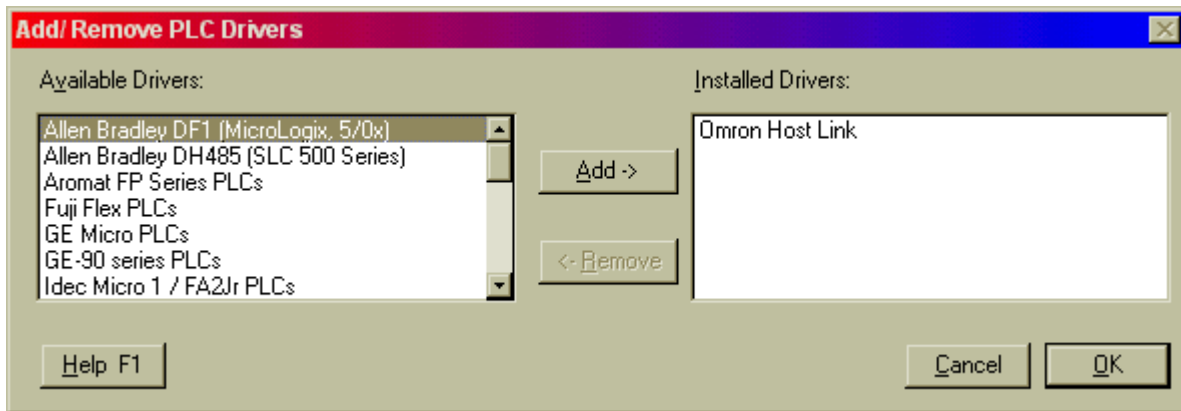 Add/Remove PLC Drivers
Available Drivers:
Installed Drivers:
Allen Bradley DF1 (MicroLogix, 5/0x)
Allen Bradley DH485 (SLC 500 Series)
Aromat FP Series PLCs
Fuji Flex PLCs
GE Micro PLCs
GE-90 series PLCs
Idec Micro 1 / FA2Jr PLCs
Add ->
<- Remove
Omron Host Link
Help F1
Cancel
OK